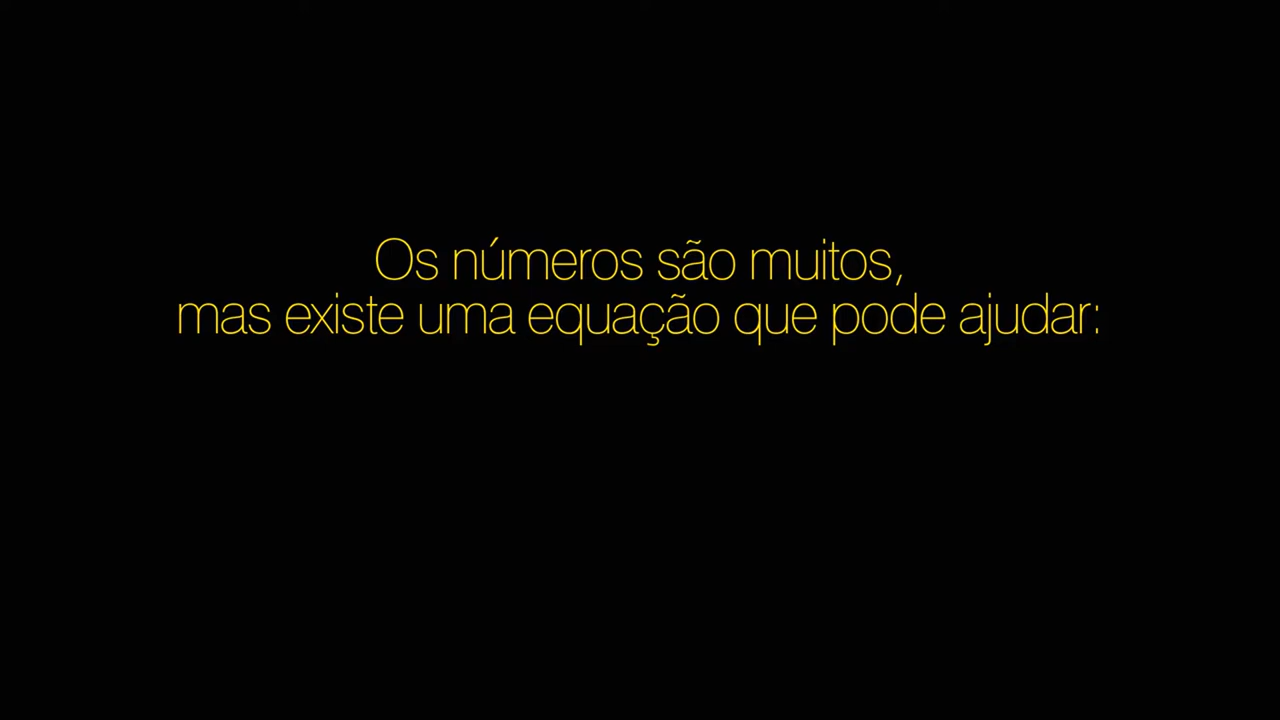 Os números são muitos,
mas existe uma equação que pode ajudar: